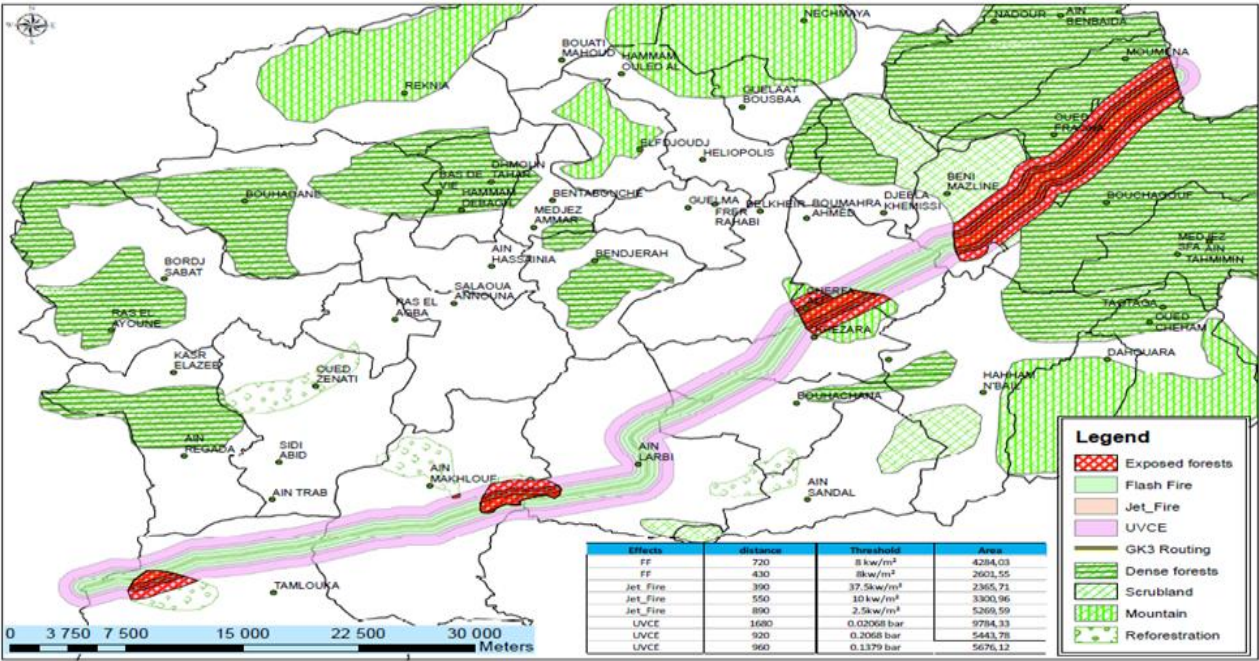 N
W E
S
NECHMAYA
NADOUR
AIN
BENBAIDA
BOUATI
MAHOUD
HAMMAM
OULED AL
MOUMENA
REKNIA
GUELAAT
BOUSBAA
OUED
ELFDJOUDJ
HELIOPOLIS
DHMOUN
TAHAR
BAS DE
VIE
HAMMAM
DEBAGH
BENI
MAZLINE
BOUHADANE
BENTABOUCHE
GUELMA
FRER
RAHABI
BELKHEIR
BOUMAHRA
AHMED
DJEBLA
KHEMISSI
BOUCHAGOUF
MEDJEZ
AMMAR
MEDJEZ
SFA
AIN
TAHMIMIN
AIN
HASSAINIA
BENDJERAH
BORDJ
SABAT
SALAOUA
ANNOUNA
RAS EL
AGBA
TAOTAGA
OUED
CHEHAM
RAS EL
AYOUNE
KHEZARA
KASR
ELAZEB
DAHOUARA
OUED
ZENATI
HAHHAM
N'BAIL
BOUHACHANA
AIN
REGADA
SIDI
ABID
AIN
LARBI
AIN
MAKHLOUF
AIN TRAB
AIN
SANDAL
TAMLOUKA
Legend
Exposed forests
Flash Fire
Jet_Fire
UVCE
GK3 Routing
Dense forests
Scrubland
Mountain
Reforestration
Effects distance Threshold Area
FF 720 8 kw/m² 4284,03
FF 430 8kw/m² 2601,55
Jet_Fire 390 37.5kw/m² 2365,71
Jet_Fire 550 10 kw/m² 3300,96
Jet_Fire 890 2.5kw/m² 5269,59
UVCE 1680 0.02068 bar 9784,33
UVCE 920 0.2068 bar 5443,78
UVCE 960 0.1379 bar 5676,12
0 3 750 7 500 15 000 22 500 30 000
Meters